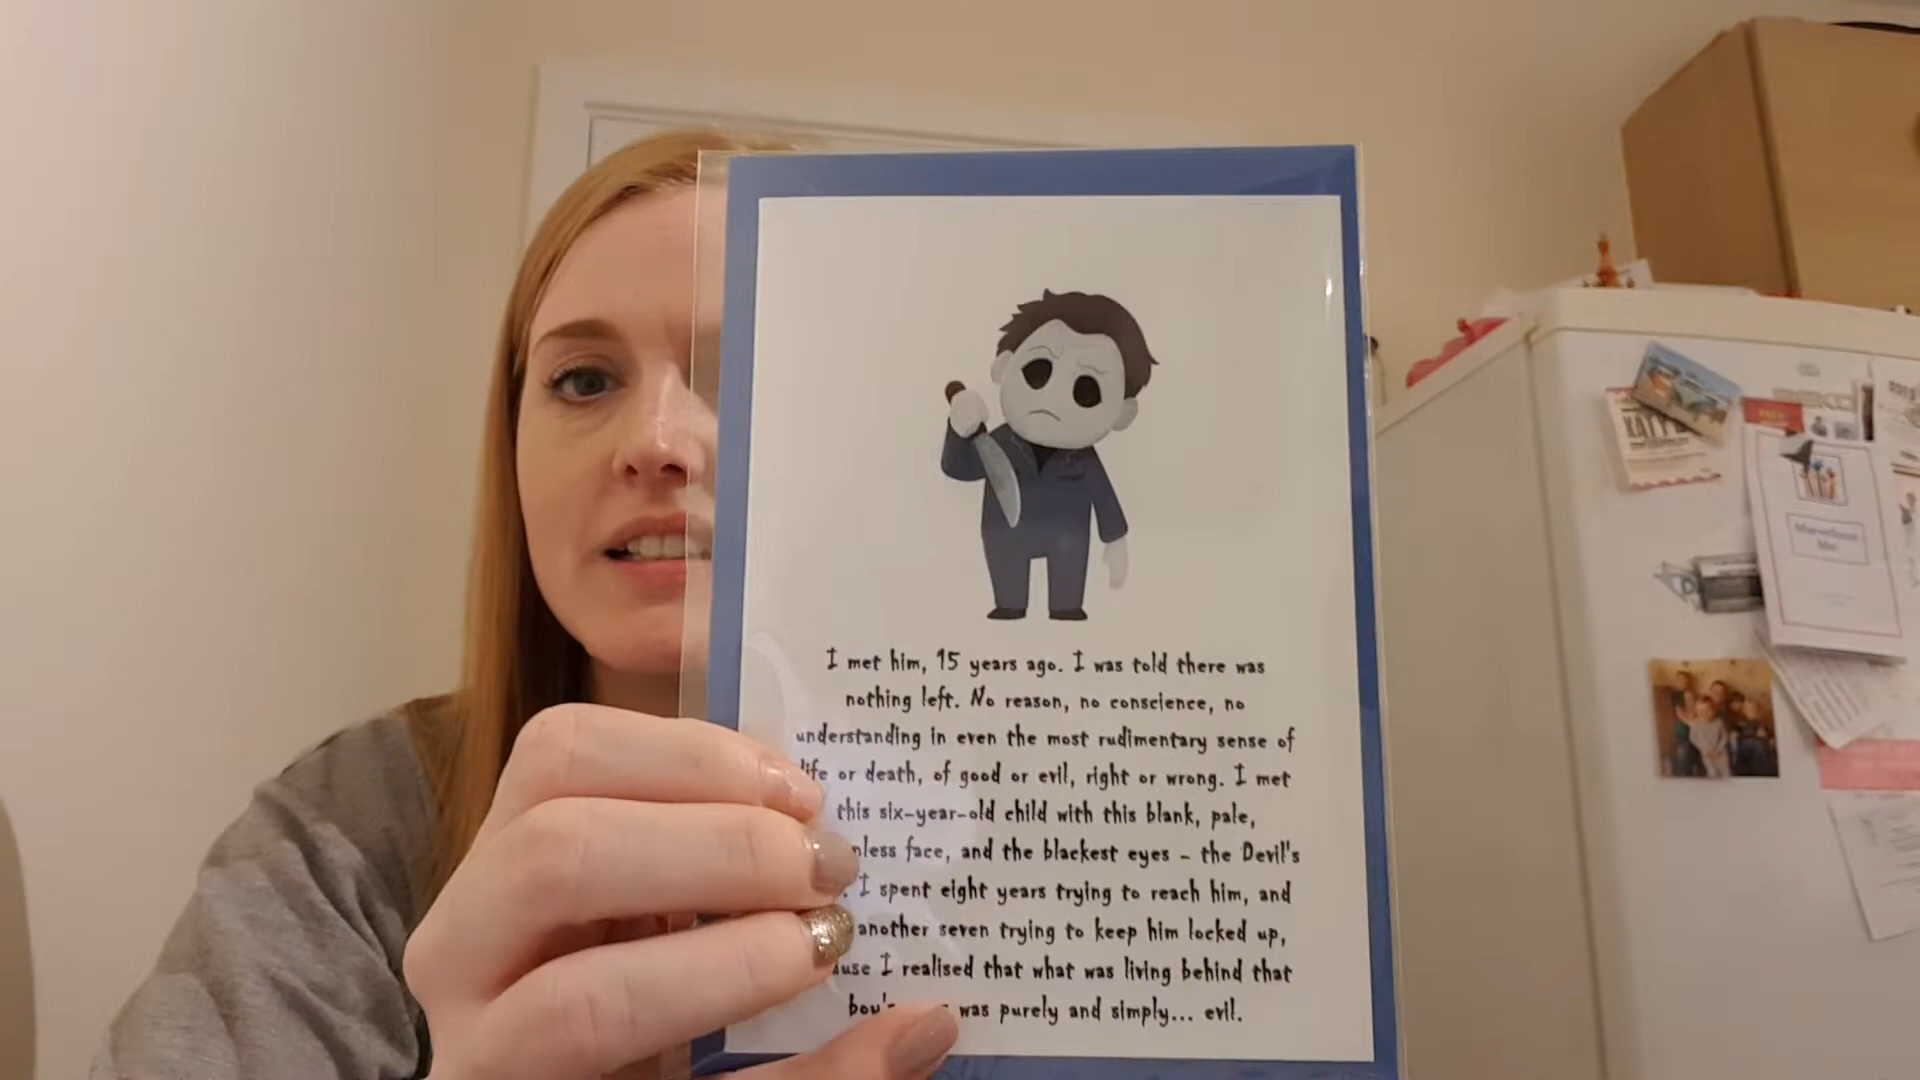 I met him, 15 years ago. I was told there was
nothing left. No reason, no conscience, no
understanding in even the most rudimentary sense of
life or death, of good or evil, right or wrong. I met
this six-year-old child with this blank, pale,
face, and the blackest eyes – the Devil's
I spent eight years trying to reach him, and
another seven trying to keep him locked up,
I realised that what was living behind that
was purely and simply... evil.
Marvellous
Me!